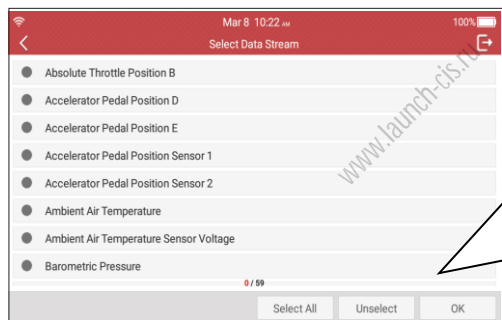 Mar 8 10:22 AM
100%
Select Data Stream
Absolute Throttle Position B
Accelerator Pedal Position D
Accelerator Pedal Position E
Accelerator Pedal Position Sensor 1
Accelerator Pedal Position Sensor 2
Ambient Air Temperature
Ambient Air Temperature Sensor Voltage
Barometric Pressure
0 / 59
Select All Unselect OK
www.launch-cis.ru